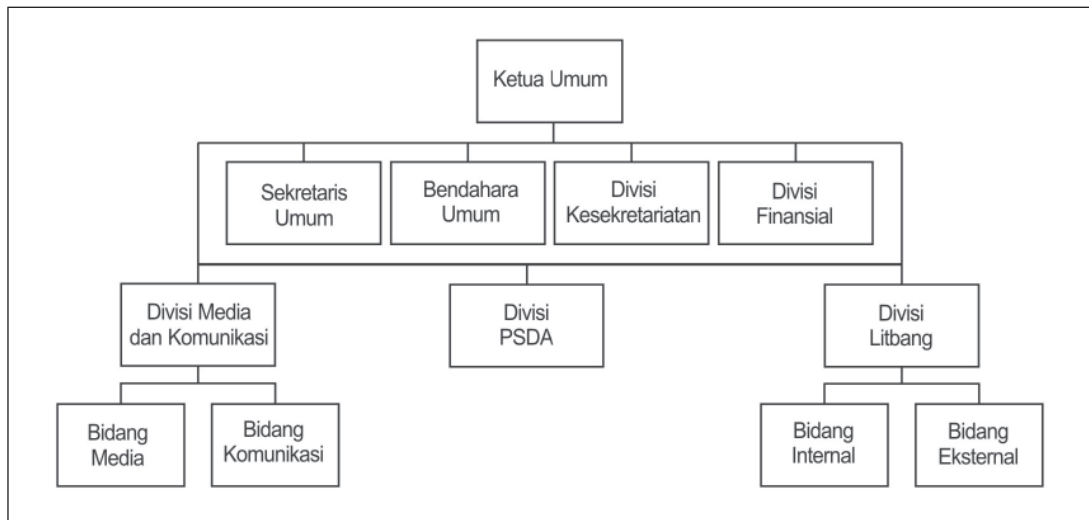 Ketua Umum
Sekretaris
Umum
Bendahara
Umum
Divisi
Kesekretariatan
Divisi
Finansial
Divisi Media
dan Komunikasi
Divisi
PSDA
Divisi
Litbang
Bidang
Media
Bidang
Komunikasi
Bidang
Internal
Bidang
Eksternal